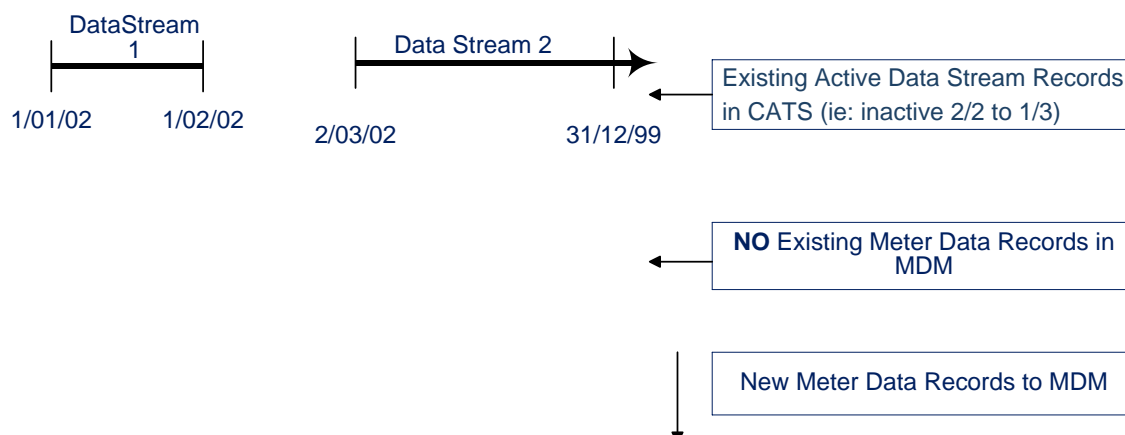 DataStream
1
Data Stream 2
1/01/02
1/02/02
2/03/02
31/12/99
Existing Active Data Stream Records
in CATS (ie: inactive 2/2 to 1/3)
NO Existing Meter Data Records in
MDM
New Meter Data Records to MDM